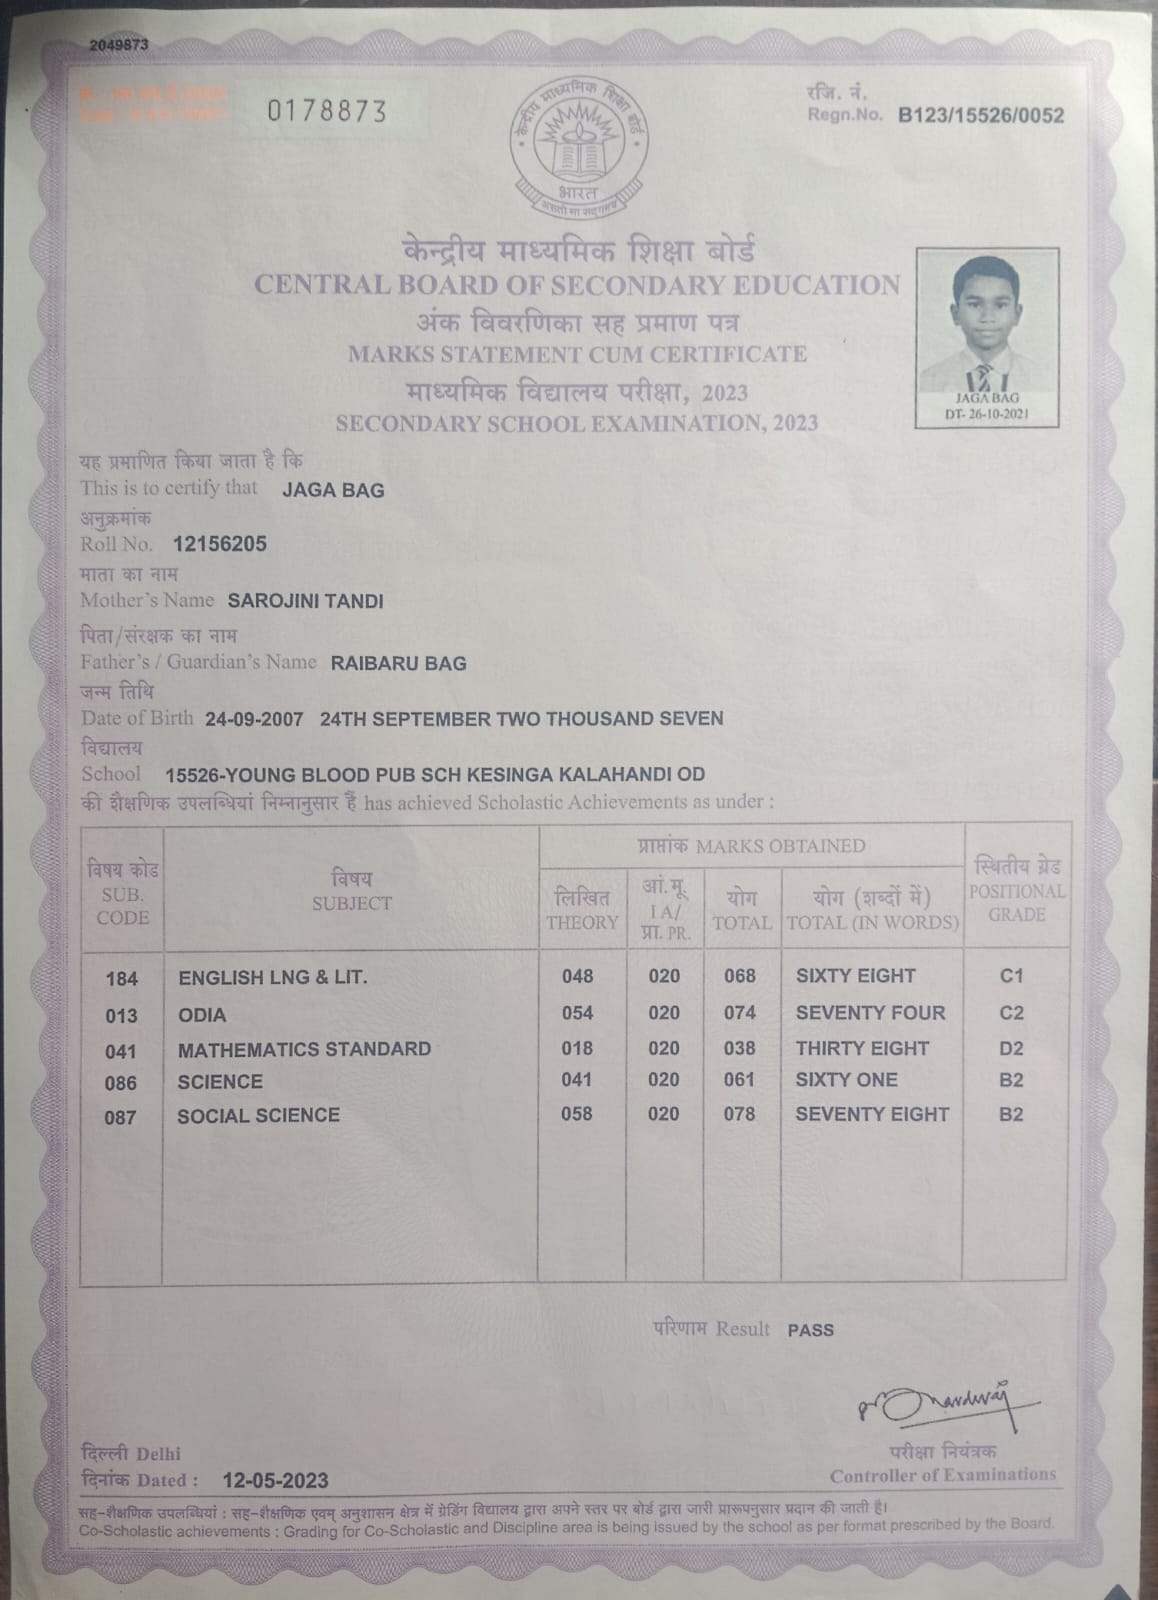 2049873
0178873
रजि. नं.
Regn.No. B123/15526/0052
केन्द्रीय माध्यमिक शिक्षा बोर्ड
भारत
असतो मा सद्गमय
केन्द्रीय माध्यमिक शिक्षा बोर्ड
CENTRAL BOARD OF SECONDARY EDUCATION
अंक विवरणिका सह प्रमाण पत्र
MARKS STATEMENT CUM CERTIFICATE
माध्यमिक विद्यालय परीक्षा, 2023
SECONDARY SCHOOL EXAMINATION, 2023
JAGA BAG
DT- 26-10-2021
यह प्रमाणित किया जाता है कि
This is to certify that JAGA BAG
अनुक्रमांक
Roll No. 12156205
माता का नाम
Mother's Name SAROJINI TANDI
पिता/संरक्षक का नाम
Father's / Guardian's Name RAIBARU BAG
जन्म तिथि
Date of Birth 24-09-2007 24TH SEPTEMBER TWO THOUSAND SEVEN
विद्यालय
School 15526-YOUNG BLOOD PUB SCH KESINGA KALAHANDI OD
की शैक्षणिक उपलब्धियां निम्नानुसार हैं has achieved Scholastic Achievements as under :
विषय कोड SUB. CODE
विषय SUBJECT
प्राप्तांक MARKS OBTAINED
लिखित THEORY
आं.मू. I A/ प्रा. PR.
योग TOTAL
योग (शब्दों में) TOTAL (IN WORDS)
स्थितीय ग्रेड POSITIONAL GRADE
184 ENGLISH LNG & LIT. 048 020 068 SIXTY EIGHT C1
013 ODIA 054 020 074 SEVENTY FOUR C2
041 MATHEMATICS STANDARD 018 020 038 THIRTY EIGHT D2
086 SCIENCE 041 020 061 SIXTY ONE B2
087 SOCIAL SCIENCE 058 020 078 SEVENTY EIGHT B2
परिणाम Result PASS
दिल्ली Delhi
दिनांक Dated : 12-05-2023
परीक्षा नियंत्रक
Controller of Examinations
सह-शैक्षणिक उपलब्धियां : सह-शैक्षणिक एवम् अनुशासन क्षेत्र में ग्रेडिंग विद्यालय द्वारा अपने स्तर पर बोर्ड द्वारा जारी प्रारूपनुसार प्रदान की जाती है।
Co-Scholastic achievements : Grading for Co-Scholastic and Discipline area is being issued by the school as per format prescribed by the Board.